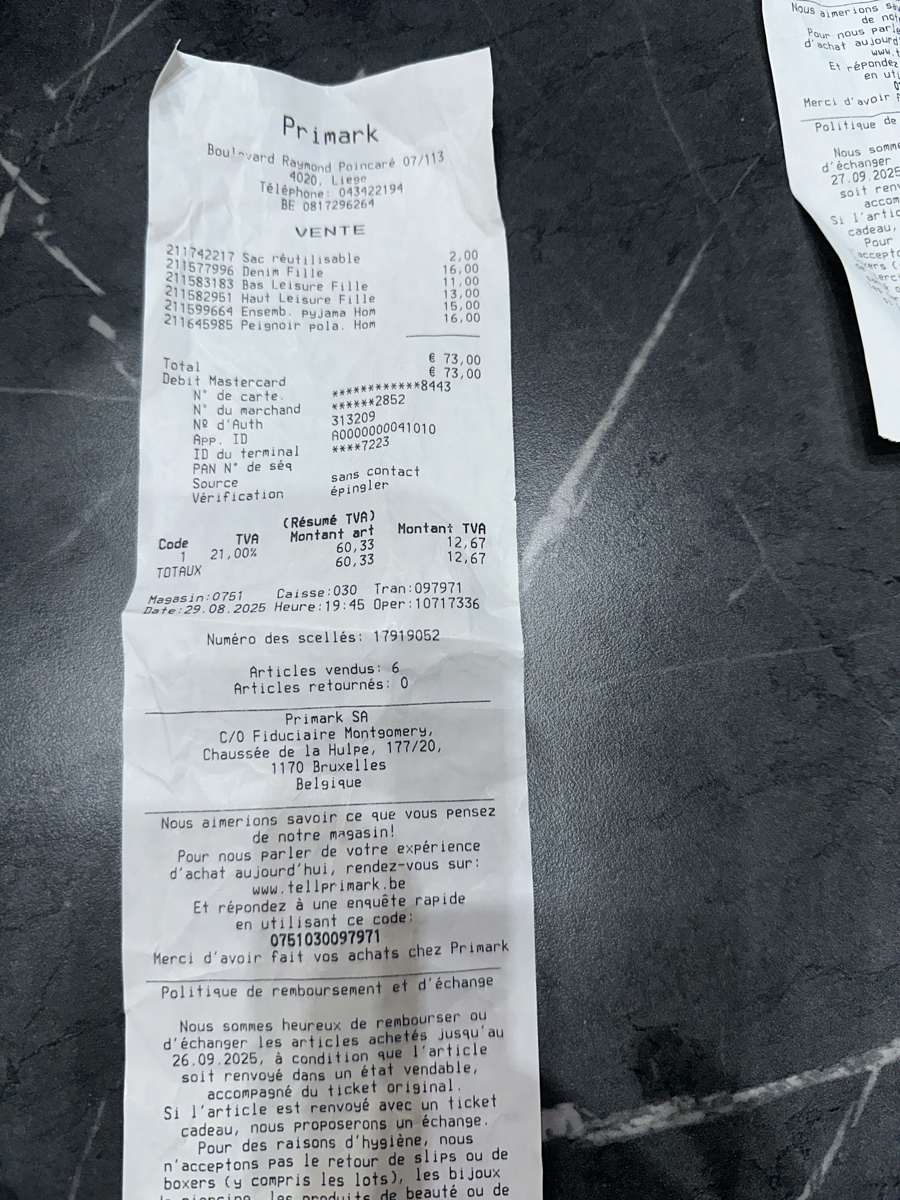 Primark
Boulevard Raymond Poincaré 07/113
4020, Liege
Téléphone: 043422194
BE 0817296264
VENTE
211742217 Sac réutilisable 2,00
211577996 Denim Fille 16,00
211583183 Bas Leisure Fille 11,00
211582951 Haut Leisure Fille 13,00
211599664 Ensemb. pyjama Hom 15,00
211645985 Peignoir pola. Hom 16,00
Total € 73,00
Debit Mastercard € 73,00
N° de carte. ************8443
N° du marchand ******2852
Nº d'Auth 313209
App. ID A0000000041010
ID du terminal ****7223
PAN N° de séq
Source sans contact
Vérification épingler
(Résumé TVA)
Code TVA Montant art Montant TVA
1 21,00% 60,33 12,67
TOTAUX 60,33 12,67
Magasin:0751 Caisse:030 Tran:097971
Date:29.08.2025 Heure:19:45 Oper:10717336
Numéro des scellés: 17919052
Articles vendus: 6
Articles retournés: 0
Primark SA
C/O Fiduciaire Montgomery,
Chaussée de la Hulpe, 177/20,
1170 Bruxelles
Belgique
Nous aimerions savoir ce que vous pensez
de notre magasin!
Pour nous parler de votre expérience
d'achat aujourd'hui, rendez-vous sur:
www.tellprimark.be
Et répondez à une enquête rapide
en utilisant ce code:
0751030097971
Merci d'avoir fait vos achats chez Primark
Politique de remboursement et d'échange
Nous sommes heureux de rembourser ou
d'échanger les articles achetés jusqu'au
26.09.2025, à condition que l'article
soit renvoyé dans un état vendable,
accompagné du ticket original.
Si l'article est renvoyé avec un ticket
cadeau, nous proposerons un échange.
Pour des raisons d'hygiène, nous
n'acceptons pas le retour de slips ou de
boxers (y compris les lots), les bijoux
les produits de beauté ou de
Nous aimerions
de
Pour nous
d'achat
Et répondez
en
Merci d'avoir
Politique de
Nous
d'échanger
27.09.2025
soit
Si
cadeau,
Pour